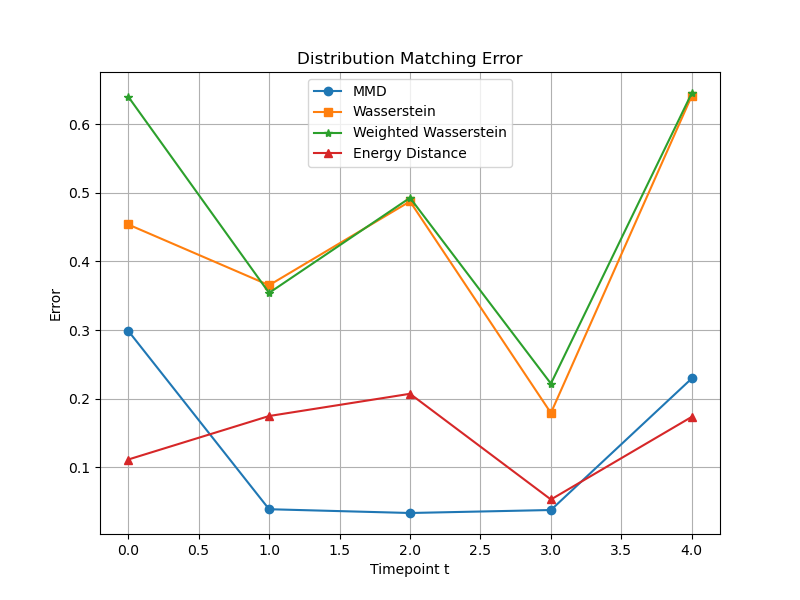 Distribution Matching Error
MMD
Wasserstein
Weighted Wasserstein
Energy Distance
0.6
0.5
0.4
0.3
0.2
0.1
Error
0.0 0.5 1.0 1.5 2.0 2.5 3.0 3.5 4.0
Timepoint t